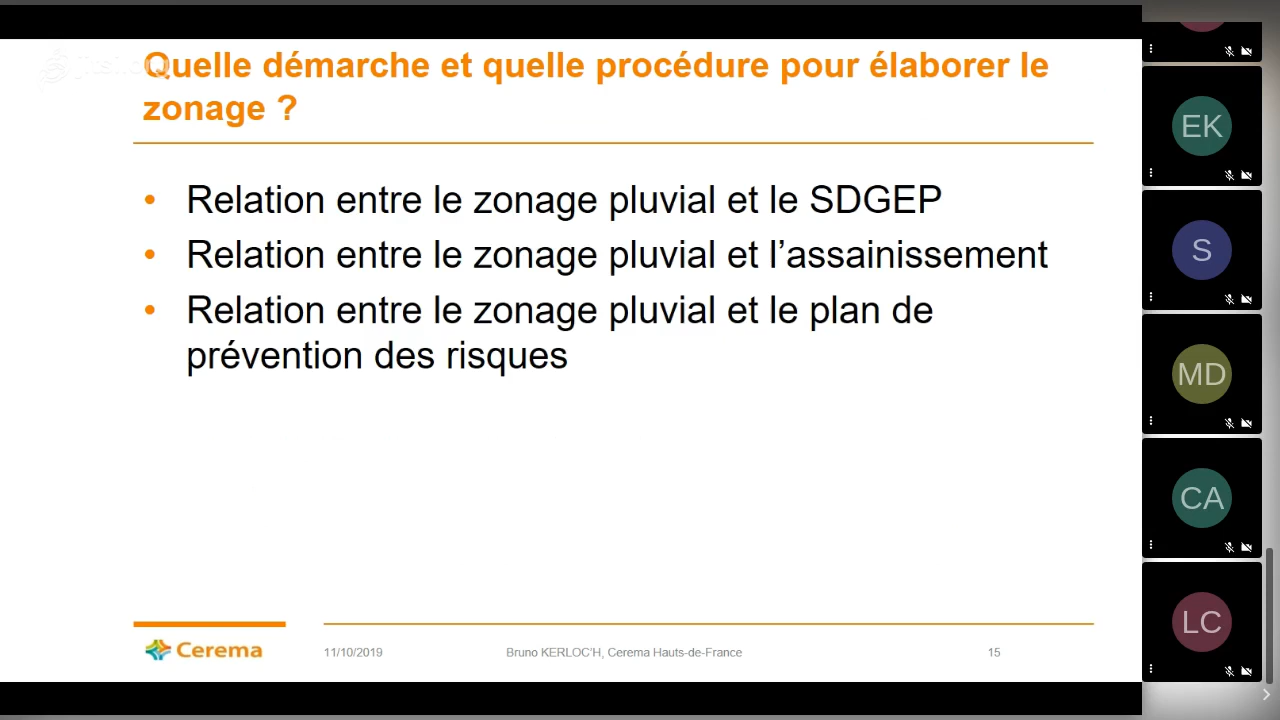 Quelle démarche et quelle procédure pour élaborer le
zonage ?
• Relation entre le zonage pluvial et le SDGEP
• Relation entre le zonage pluvial et l’assainissement
• Relation entre le zonage pluvial et le plan de
prévention des risques
Cerema
11/10/2019
Bruno KERLOC'H, Cerema Hauts-de-France
15
EK
S
MD
CA
LC